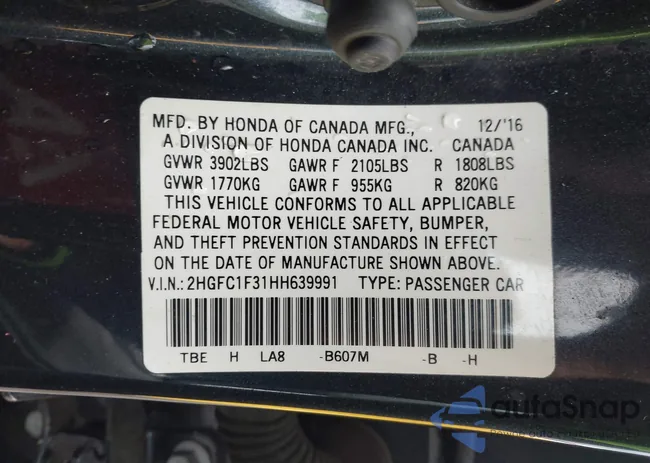 MFD. BY HONDA OF CANADA MFG., 12/'16
A DIVISION OF HONDA CANADA INC. CANADA
GVWR 3902LBS GAWR F 2105LBS R 1808LBS
GVWR 1770KG GAWR F 955KG R 820KG
THIS VEHICLE CONFORMS TO ALL APPLICABLE
FEDERAL MOTOR VEHICLE SAFETY, BUMPER,
AND THEFT PREVENTION STANDARDS IN EFFECT
ON THE DATE OF MANUFACTURE SHOWN ABOVE.
V.I.N.: 2HGFC1F31HH639991 TYPE: PASSENGER CAR
TBE H LA8 -B607M -B -H
autoSnap